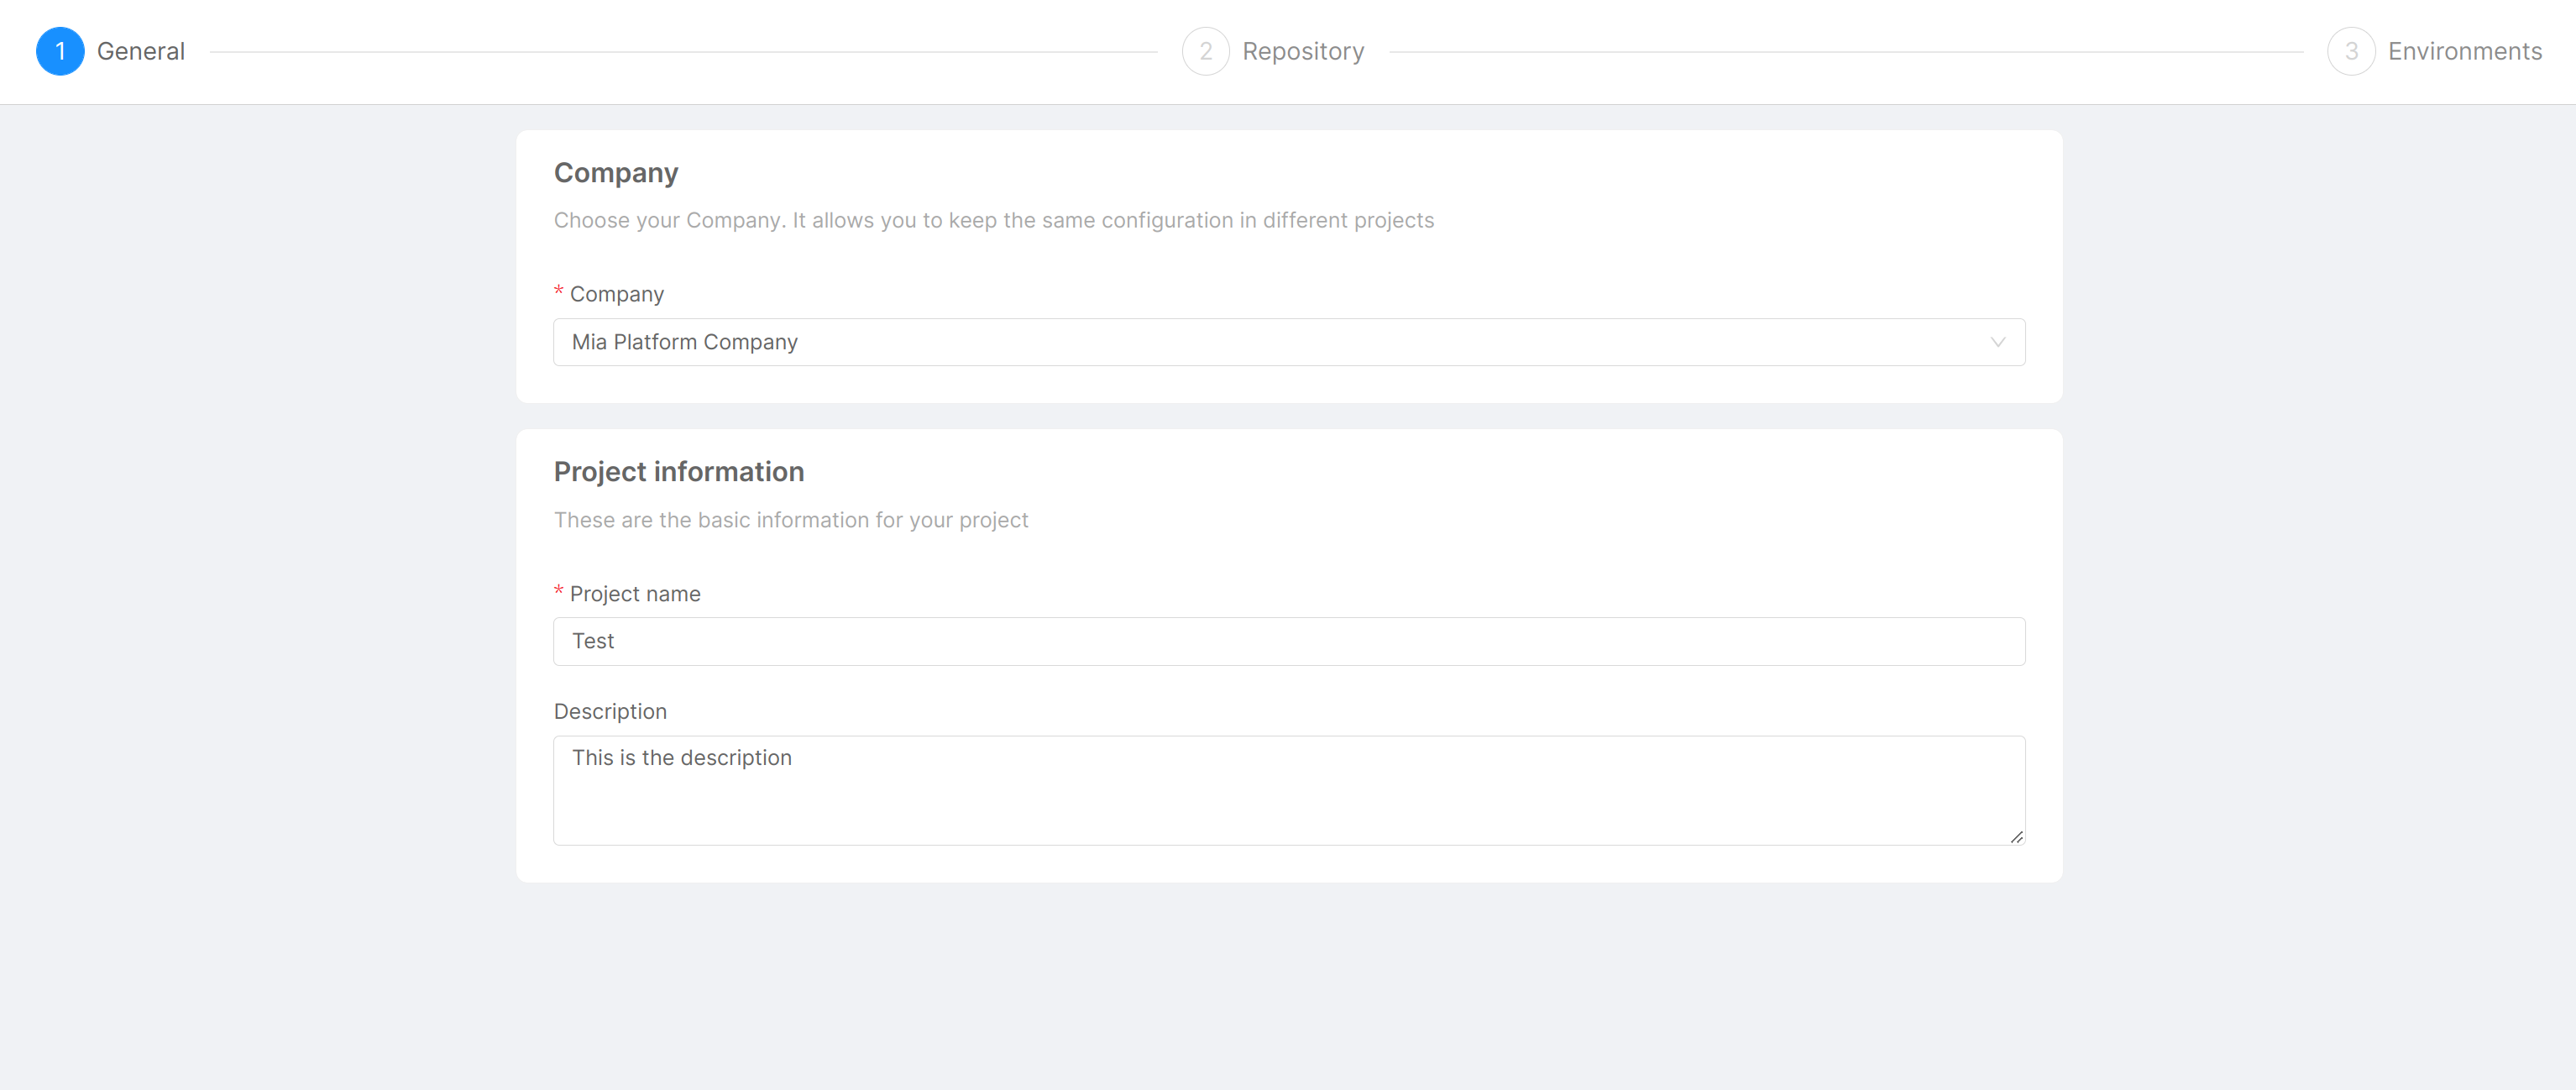 1 General
2 Repository
3 Environments
Company
Choose your Company. It allows you to keep the same configuration in different projects
* Company
Mia Platform Company
Project information
These are the basic information for your project
* Project name
Test
Description
This is the description